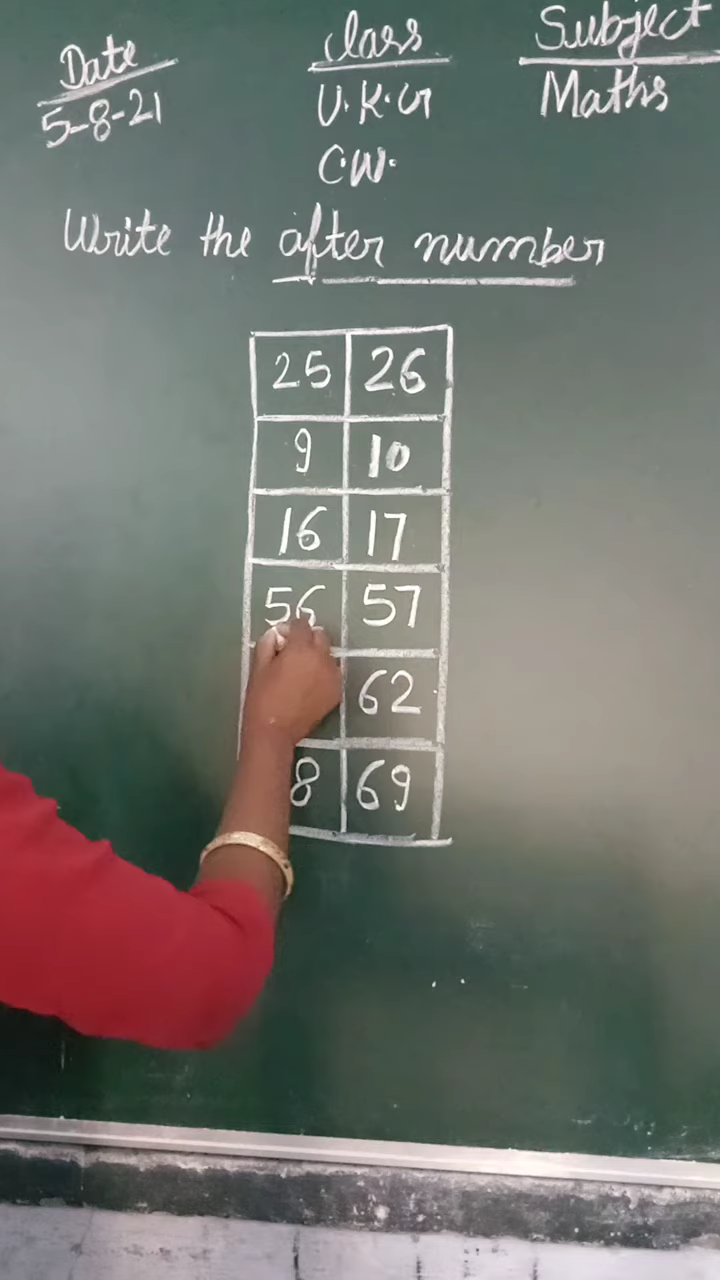 Date
5-8-21
Class
U.K.G
C.W.
Subject
Maths
Write the after number
25 26
9 10
16 17
56 57
62
8 69